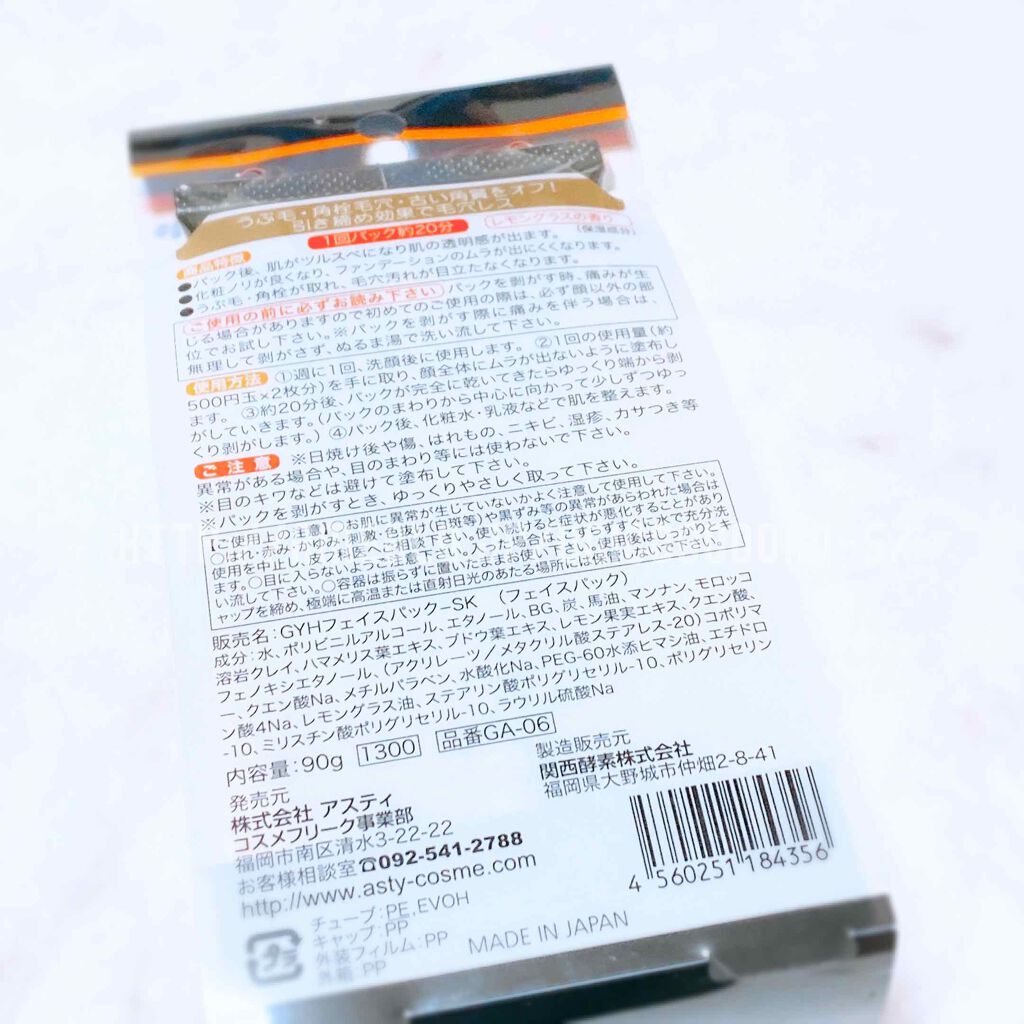 うぶ毛・角栓毛穴・古い角質をオフ!
引き締め効果で毛穴レス
1回パック約20分
レモングラスの香り
(保湿成分)
商品特徴
●パック後、肌がツルスベになり肌の透明感が出ます。
●化粧ノリが良くなり、ファンデーションのムラが出にくくなります。
●うぶ毛・角栓が取れ、毛穴汚れが目立たなくなります。
ご使用の前に必ずお読み下さい パックを剥がす時、痛みが生
じる場合がありますので初めてのご使用の際は、必ず顔以外の部
位でお試し下さい。※パックを剥がす際に痛みを伴う場合は、
無理して剥がさず、ぬるま湯で洗い流して下さい。
使用方法 ①週に1回、洗顔後に使用します。 ②1回の使用量(約
500円玉×2枚分)を手に取り、顔全体にムラが出ないように塗布し
ます。 ③約20分後、パックが完全に乾いてきたらゆっくり端から剥
がしていきます。(パックのまわりから中心に向かって少しずつゆっ
くり剥がします。) ④パック後、化粧水・乳液などで肌を整えます。
ご注意 ※日焼け後や傷、はれもの、ニキビ、湿疹、カサつき等
異常がある場合や、目のまわり等には使わないで下さい。
※目のキワなどは避けて塗布して下さい。
※パックを剥がすとき、ゆっくりやさしく取って下さい。
【ご使用上の注意】○お肌に異常が生じていないかよく注意して使用して下さい。
○はれ・赤み・かゆみ・刺激・色抜け(白斑等)や黒ずみ等の異常があらわれた場合は
使用を中止し、皮フ科医へご相談下さい。使い続けると症状が悪化することがあり
ます。○目に入らないようご注意下さい。入った場合は、こすらずすぐに水で充分洗
い流して下さい。○容器は振らずに置いたままお使い下さい。使用後はしっかりとキ
ャップを締め、極端に高温または直射日光のあたる場所には保管しないで下さい。
販売名:GYHフェイスパック-SK (フェイスパック)
成分:水、ポリビニルアルコール、エタノール、BG、炭、馬油、マンナン、モロッコ
溶岩クレイ、ハマメリス葉エキス、ブドウ葉エキス、レモン果実エキス、クエン酸、
フェノキシエタノール、(アクリレーツ/メタクリル酸ステアレス-20)コポリマ
ー、クエン酸Na、メチルパラベン、水酸化Na、PEG-60水添ヒマシ油、エチドロ
ン酸4Na、レモングラス油、ステアリン酸ポリグリセリル-10、ポリグリセリン
-10、ミリスチン酸ポリグリセリル-10、ラウリル硫酸Na
内容量:90g 1300 品番GA-06
発売元
株式会社 アスティ
コスメフリーク事業部
福岡市南区清水3-22-22
お客様相談室☎092-541-2788
http://www.asty-cosme.com
製造販売元
関西酵素株式会社
福岡県大野城市仲畑2-8-41
4 560251 184356
プラ
チューブ:PE,EVOH
キャップ:PP
外装フィルム:PP
外箱:PP
MADE IN JAPAN